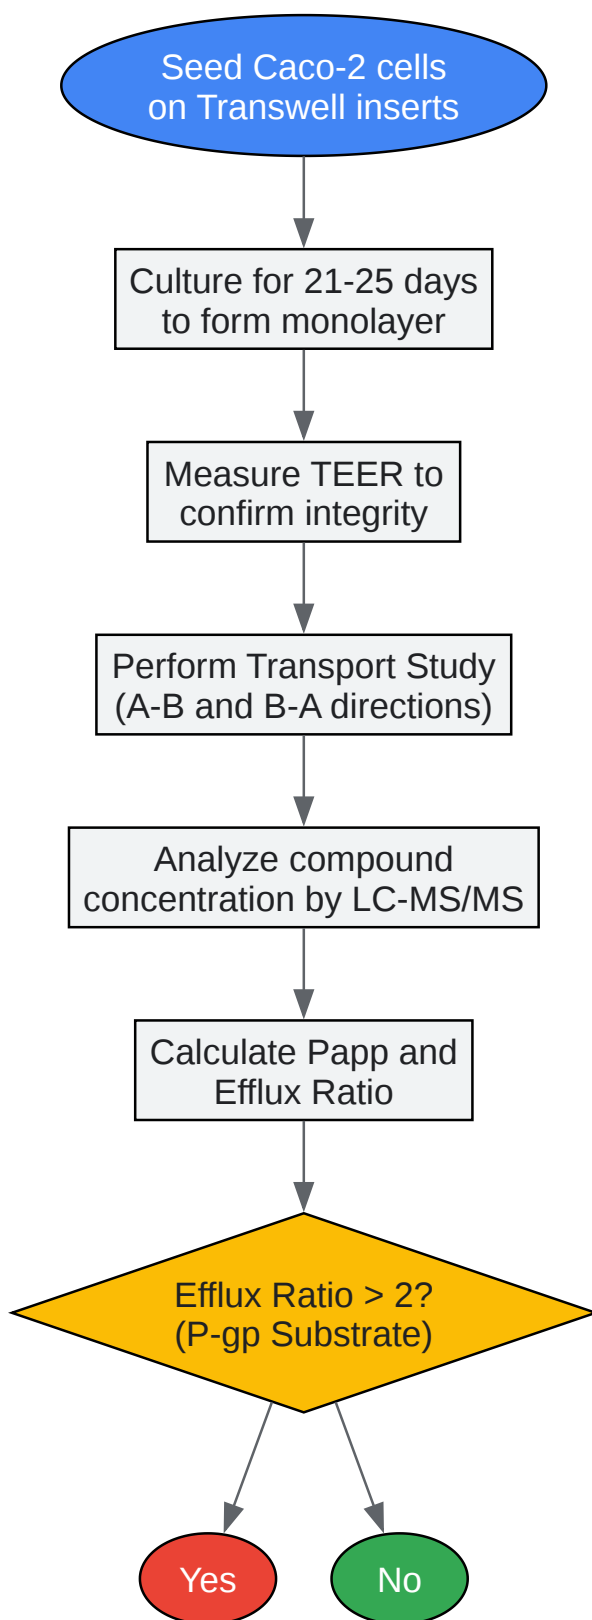 Seed Caco-2 cells
on Transwell inserts
Culture for 21-25 days
to form monolayer
Measure TEER to
confirm integrity
Perform Transport Study
(A-B and B-A directions)
Analyze compound
concentration by LC-MS/MS
Calculate Papp and
Efflux Ratio
Efflux Ratio > 2?
(P-gp Substrate)
Yes
No